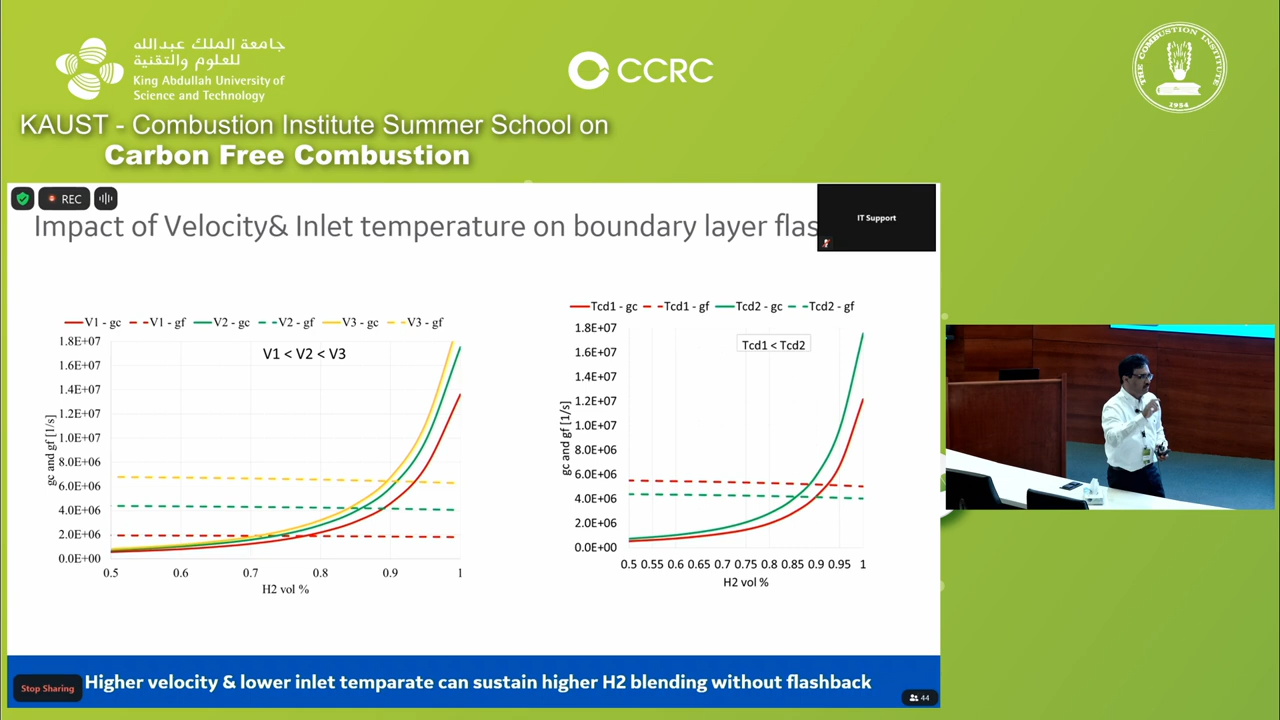 جامعة الملك عبدالله
للعلوم والتقنية
King Abdullah University of
Science and Technology
CCRC
THE COMBUSTION INSTITUTE
1954
KAUST - Combustion Institute Summer School on
Carbon Free Combustion
REC
IT Support
Impact of Velocity& Inlet temperature on boundary layer flas
V1 - gc V1 - gf V2 - gc V2 - gf V3 - gc V3 - gf
V1 < V2 < V3
gc and gf [1/s]
1.8E+07
1.6E+07
1.4E+07
1.2E+07
1.0E+07
8.0E+06
6.0E+06
4.0E+06
2.0E+06
0.0E+00
0.5 0.6 0.7 0.8 0.9 1
H2 vol %
Tcd1 - gc Tcd1 - gf Tcd2 - gc Tcd2 - gf
Tcd1 < Tcd2
gc and gf [1/s]
1.8E+07
1.6E+07
1.4E+07
1.2E+07
1.0E+07
8.0E+06
6.0E+06
4.0E+06
2.0E+06
0.0E+00
0.5 0.55 0.6 0.65 0.7 0.75 0.8 0.85 0.9 0.95 1
H2 vol %
Stop Sharing
Higher velocity & lower inlet temparate can sustain higher H2 blending without flashback
44